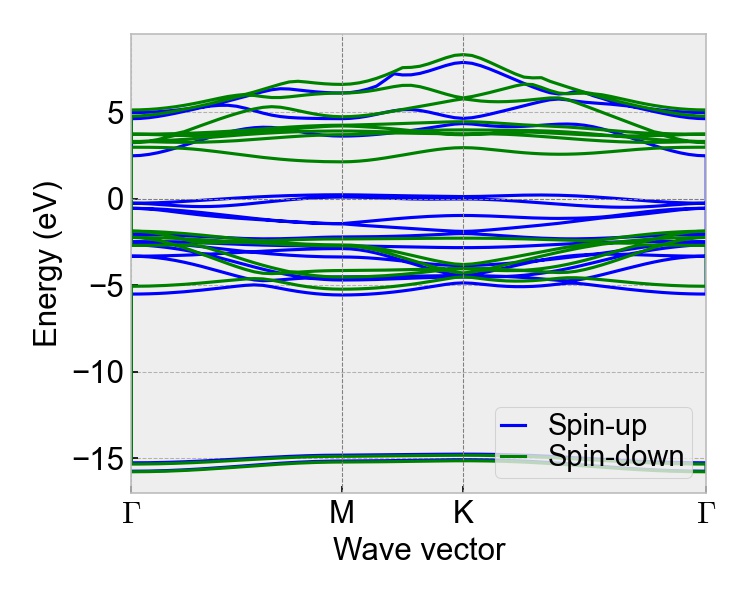 Energy (eV)
5
0
−5
−10
−15
Spin-up
Spin-down
Γ
M
K
Γ
Wave vector